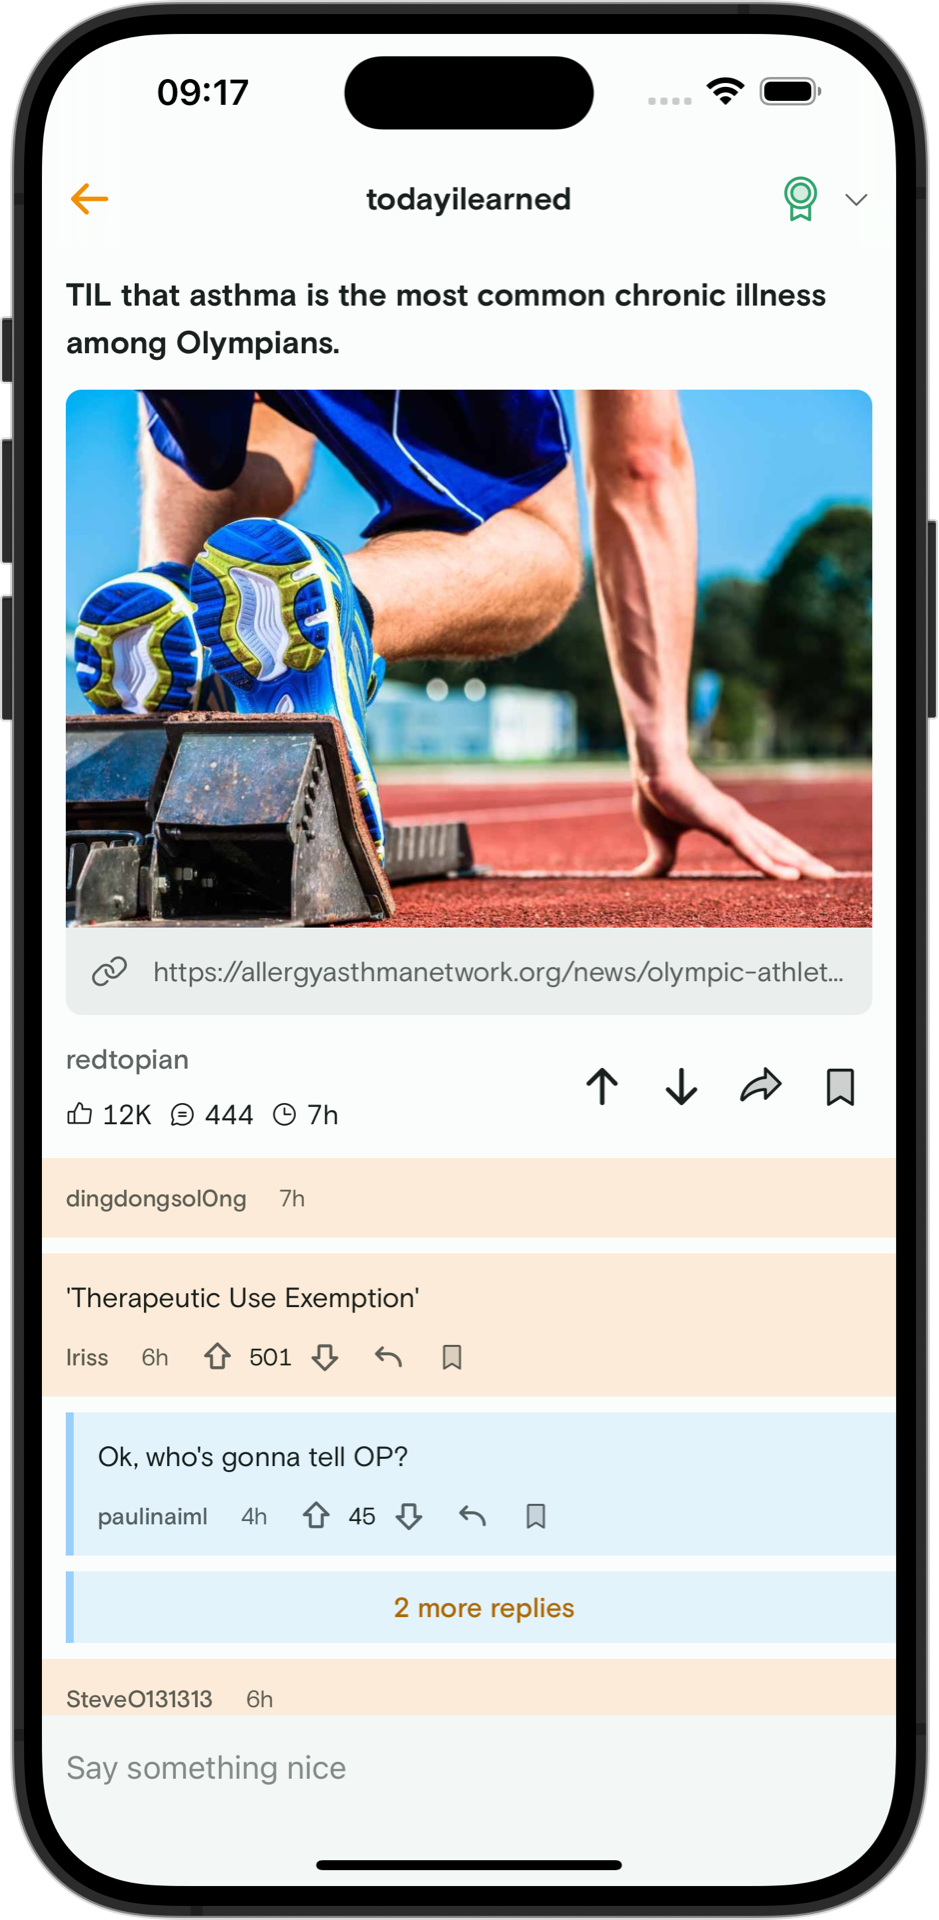 09:17
todayilearned
TIL that asthma is the most common chronic illness
among Olympians.
https://allergyasthmanetwork.org/news/olympic-athlet...
redtopian
12K 444 7h
dingdongsol0ng 7h
'Therapeutic Use Exemption'
Iriss 6h 501
Ok, who's gonna tell OP?
paulinaiml 4h 45
2 more replies
SteveO131313 6h
Say something nice